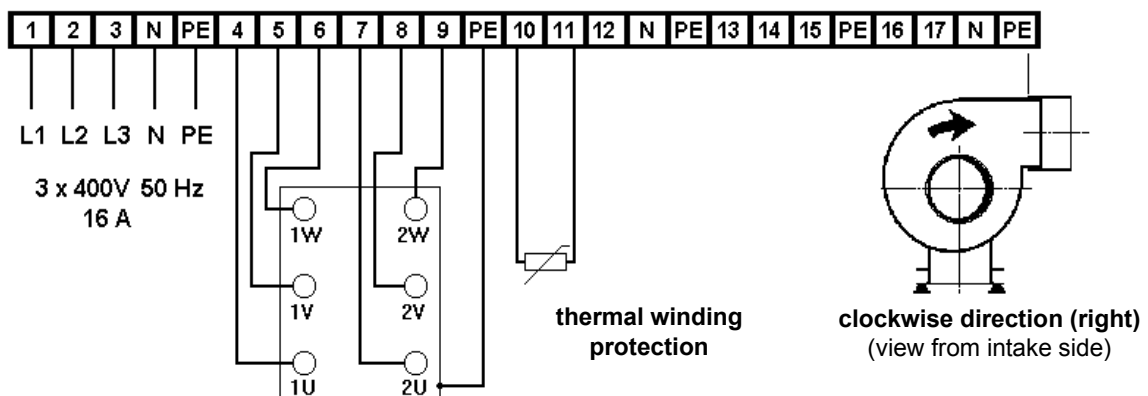 1 2 3 N PE 4 5 6 7 8 9 PE 10 11 12 N PE 13 14 15 PE 16 17 N PE
L1 L2 L3 N PE
3 x 400V 50 Hz
16 A
1W 2W
1V 2V
1U 2U
thermal winding
protection
clockwise direction (right)
(view from intake side)